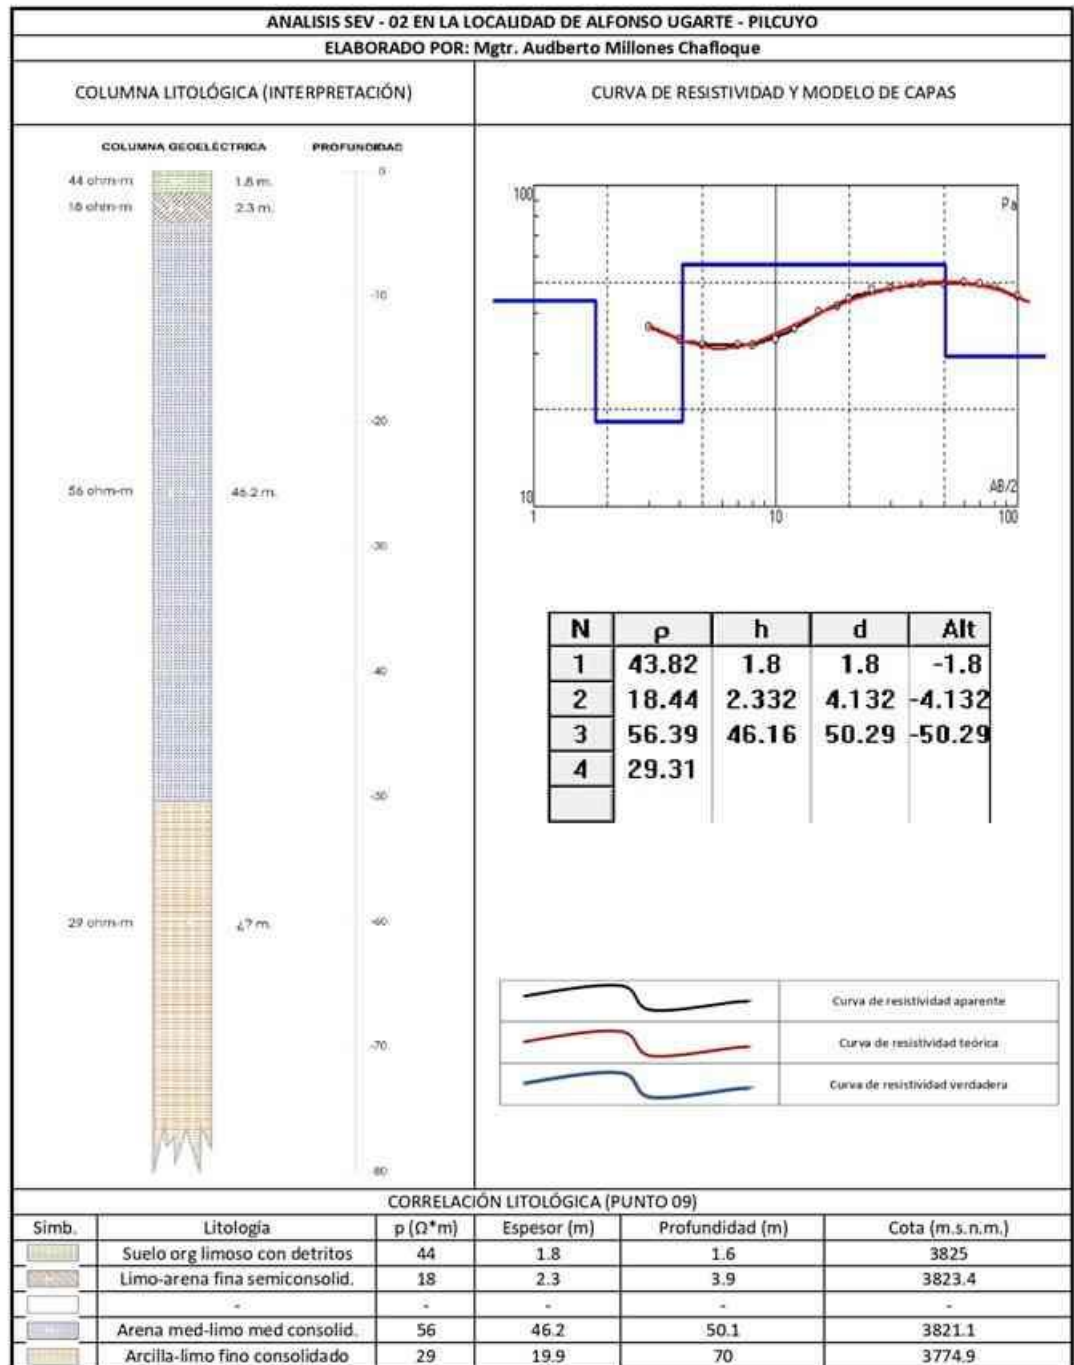 ANALISIS SEV - 02 EN LA LOCALIDAD DE ALFONSO UGARTE - PILCUYO
ELABORADO POR: Mgtr. Audberto Millones Chafloque
COLUMNA LITOLÓGICA (INTERPRETACIÓN)
CURVA DE RESISTIVIDAD Y MODELO DE CAPAS
COLUMNA GEOELÉCTRICA PROFUNDIDAD
0
44 ohm-m 1.8 m.
18 ohm-m 2.3 m.
-10
-20
56 ohm-m 46.2 m.
-30
-40
-50
29 ohm-m ¿? m.
-60
-70
-80
100
Pa
10
AB/2
1 10 100
N ρ h d Alt
1 43.82 1.8 1.8 -1.8
2 18.44 2.332 4.132 -4.132
3 56.39 46.16 50.29 -50.29
4 29.31
Curva de resistividad aparente
Curva de resistividad teórica
Curva de resistividad verdadera
CORRELACIÓN LITOLÓGICA (PUNTO 09)
Simb. Litología p (Ω*m) Espesor (m) Profundidad (m) Cota (m.s.n.m.)
Suelo org limoso con detritos 44 1.8 1.6 3825
Limo-arena fina semiconsolid. 18 2.3 3.9 3823.4
- - - - -
Arena med-limo med consolid. 56 46.2 50.1 3821.1
Arcilla-limo fino consolidado 29 19.9 70 3774.9